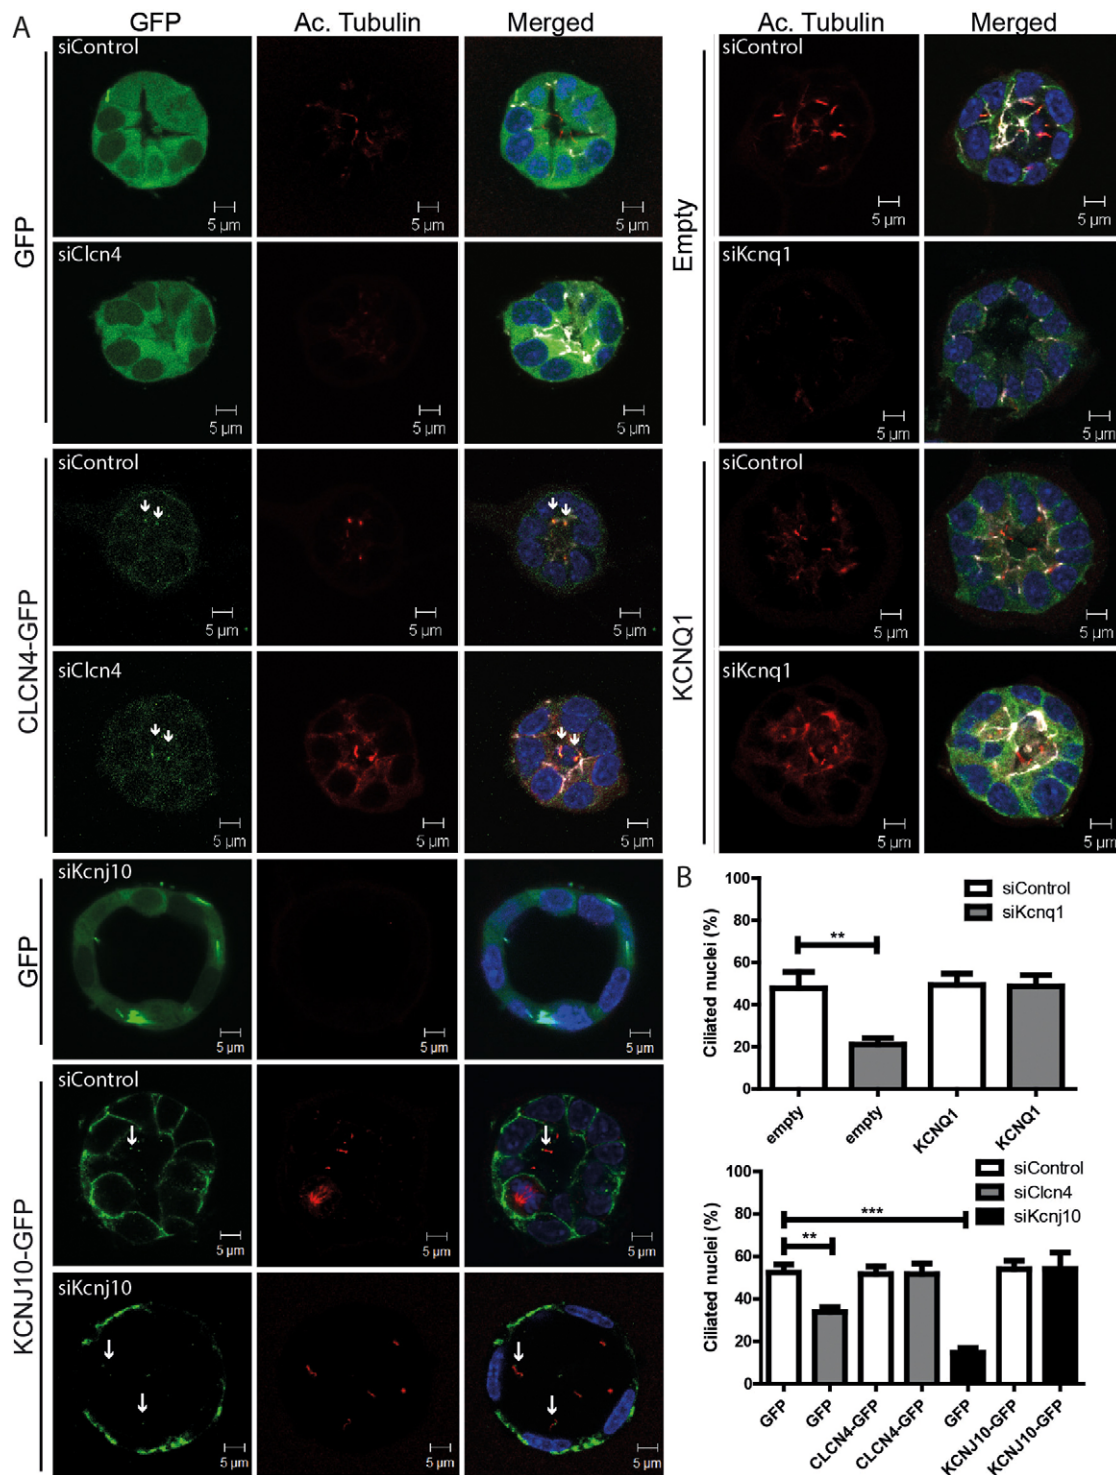 A
GFP
Ac. Tubulin
Merged
GFP
siControl
5 µm
5 µm
5 µm
siClcn4
5 µm
5 µm
5 µm
CLCN4-GFP
siControl
5 µm
5 µm
5 µm
siClcn4
5 µm
5 µm
5 µm
GFP
siKcnj10
5 µm
5 µm
5 µm
KCNJ10-GFP
siControl
5 µm
5 µm
5 µm
siKcnj10
5 µm
5 µm
5 µm
Ac. Tubulin
Merged
Empty
siControl
5 µm
5 µm
siKcnq1
5 µm
5 µm
KCNQ1
siControl
5 µm
5 µm
siKcnq1
5 µm
5 µm
B
Ciliated nuclei (%)
100
80
60
40
20
0
**
siControl
siKcnq1
empty
empty
KCNQ1
KCNQ1
Ciliated nuclei (%)
100
80
60
40
20
0
***
**
siControl
siClcn4
siKcnj10
GFP
GFP
CLCN4-GFP
CLCN4-GFP
GFP
KCNJ10-GFP
KCNJ10-GFP